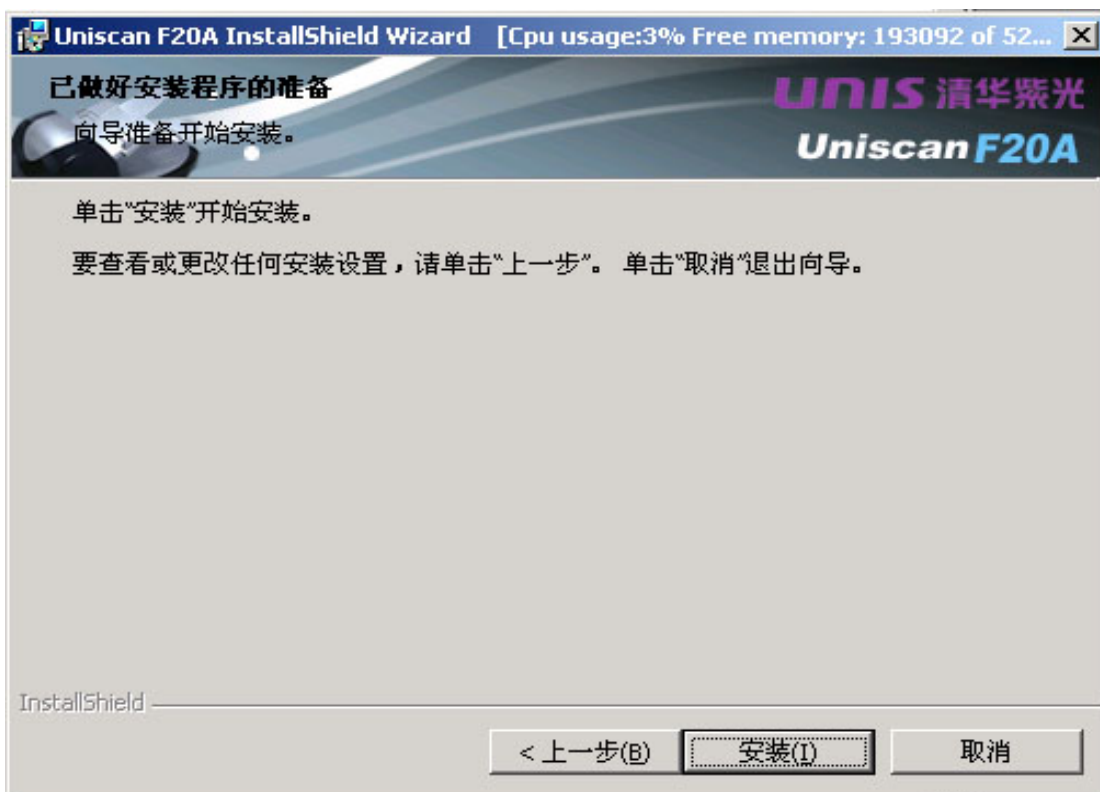 Uniscan F20A InstallShield Wizard [Cpu usage:3% Free memory: 193092 of 52...
已做好安装程序的准备
向导准备开始安装。
UNIS 清华紫光
Uniscan F20A
单击"安装"开始安装。
要查看或更改任何安装设置，请单击"上一步"。 单击"取消"退出向导。
InstallShield
< 上一步(B) 安装(I) 取消